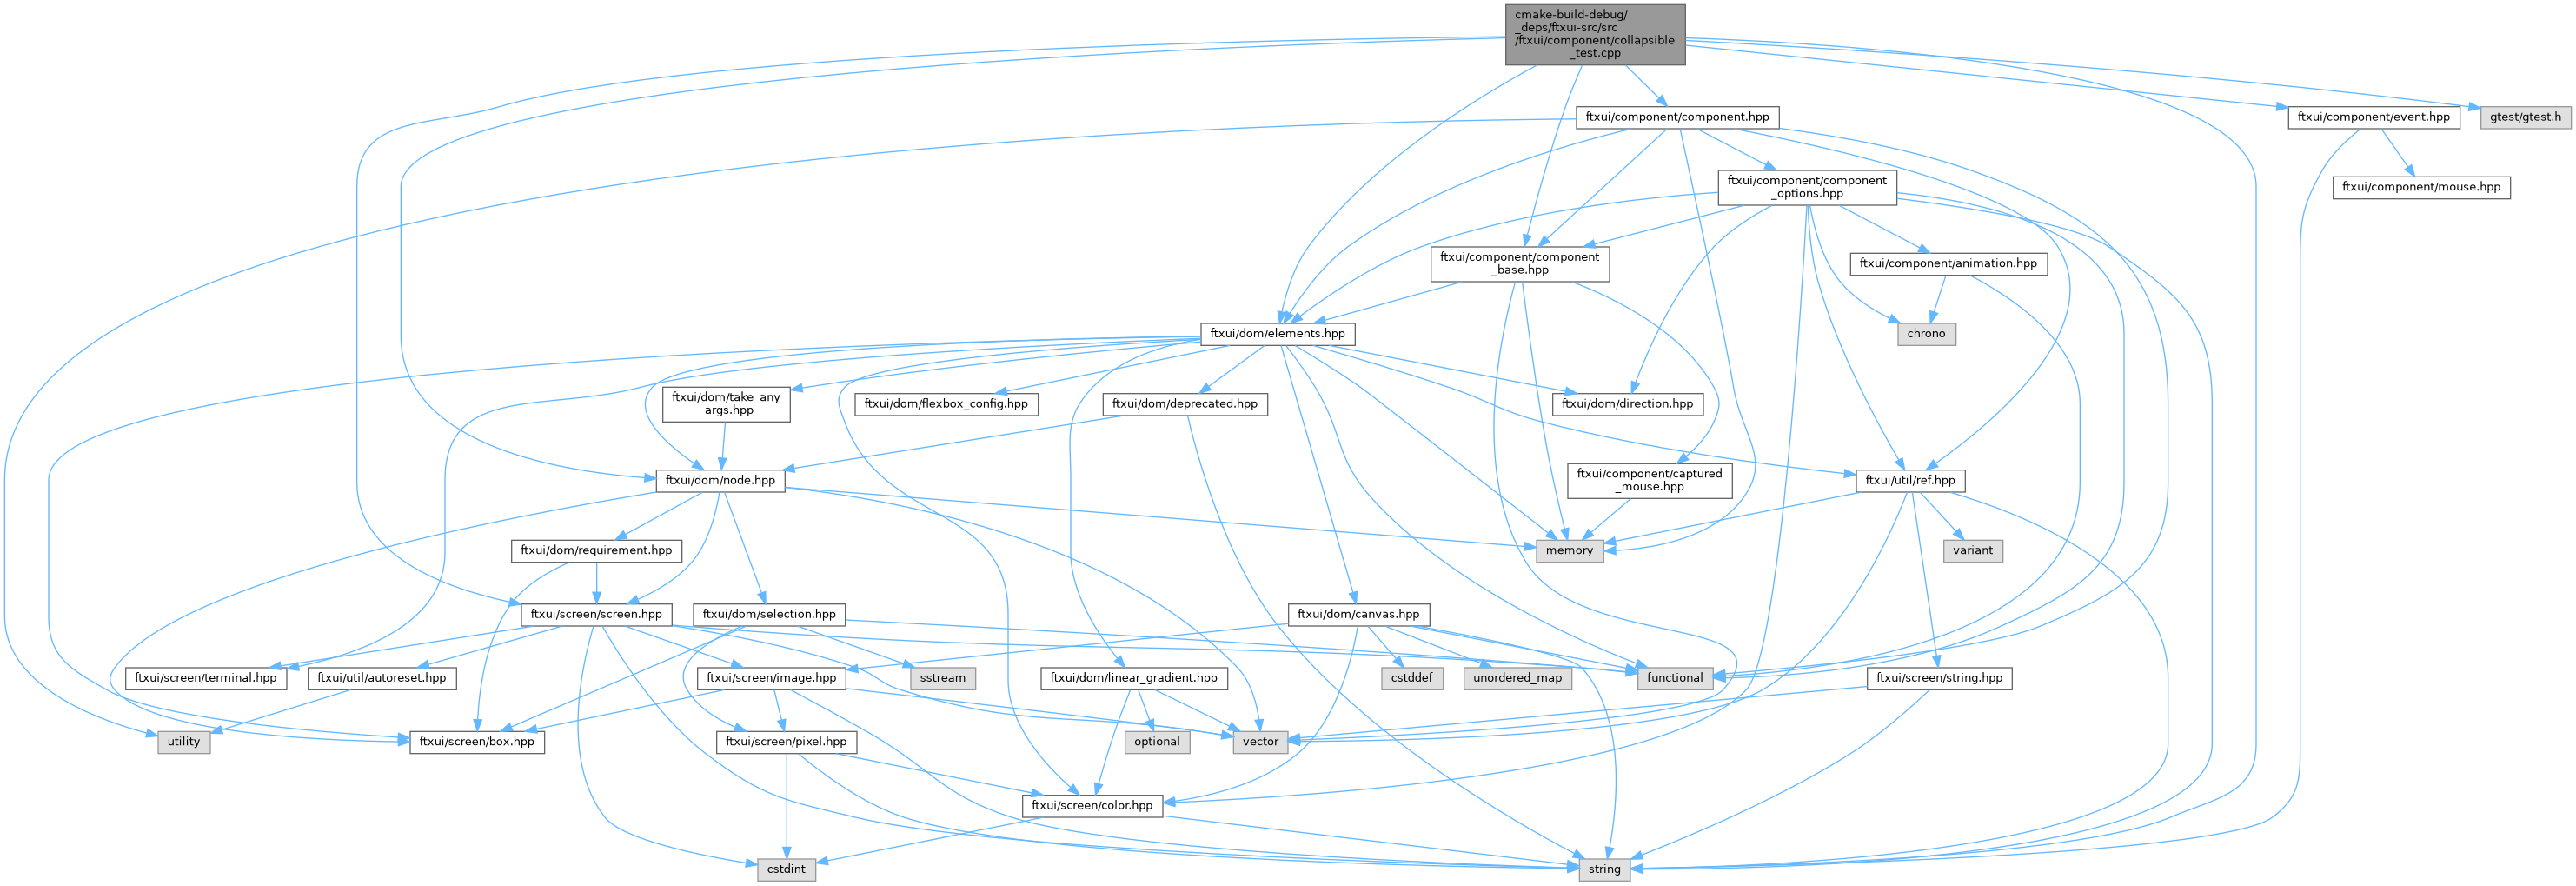 cmake-build-debug/
_deps/ftxui-src/src
/ftxui/component/collapsible
_test.cpp
ftxui/component/component.hpp
ftxui/component/event.hpp
gtest/gtest.h
ftxui/component/component
_options.hpp
ftxui/component/mouse.hpp
ftxui/component/component
_base.hpp
ftxui/component/animation.hpp
ftxui/dom/elements.hpp
chrono
ftxui/dom/take_any
_args.hpp
ftxui/dom/flexbox_config.hpp
ftxui/dom/deprecated.hpp
ftxui/dom/direction.hpp
ftxui/dom/node.hpp
ftxui/component/captured
_mouse.hpp
ftxui/util/ref.hpp
ftxui/dom/requirement.hpp
memory
variant
ftxui/screen/screen.hpp
ftxui/dom/selection.hpp
ftxui/dom/canvas.hpp
ftxui/screen/terminal.hpp
ftxui/util/autoreset.hpp
ftxui/screen/image.hpp
sstream
ftxui/dom/linear_gradient.hpp
cstddef
unordered_map
functional
ftxui/screen/string.hpp
utility
ftxui/screen/box.hpp
ftxui/screen/pixel.hpp
optional
vector
ftxui/screen/color.hpp
cstdint
string